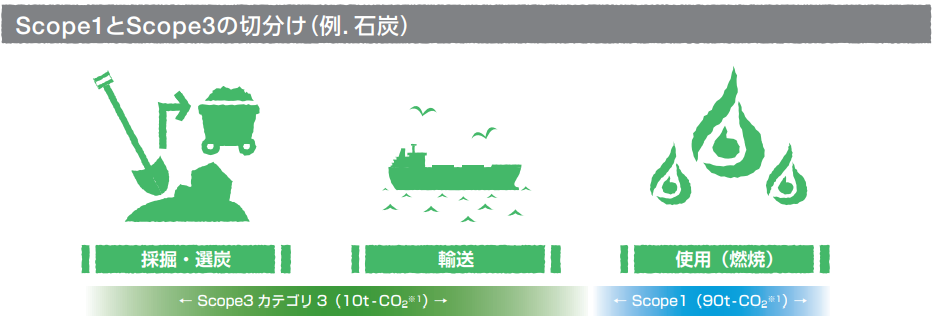 Scope1とScope3の切分け（例．石炭）
採掘・選炭
輸送
使用（燃焼）
← Scope3 カテゴリ3（10t-CO₂※1）→
← Scope1（90t-CO₂※1）→